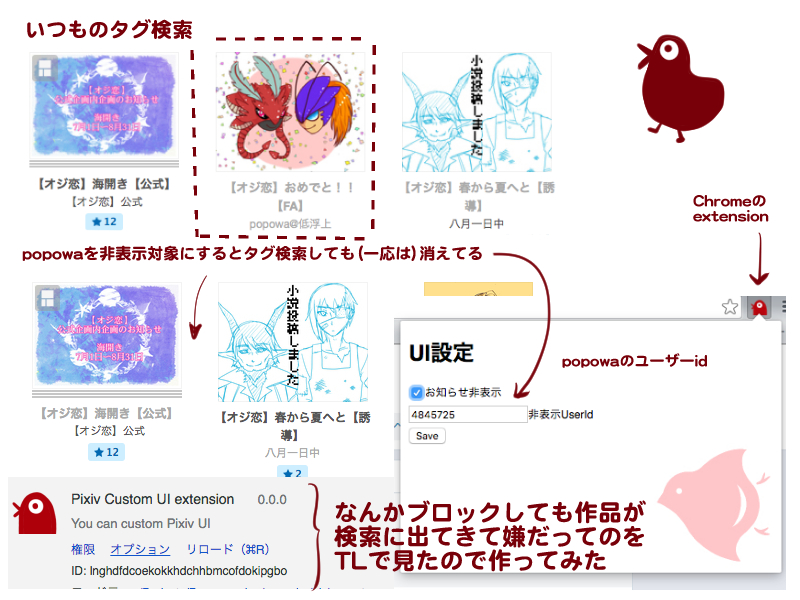 いつものタグ検索
【オジ恋】
な〻企画内企画のお知らせ
海開き
7月1日〜8月31日
小説投稿しました
【オジ恋】海開き【公式】
【オジ恋】公式
★12
【オジ恋】おめでと！！
【FA】
popowa@低浮上
【オジ恋】春から夏へと【誘
導】
八月一日中
Chromeの
extension
popowaを非表示対象にするとタグ検索しても(一応は)消えてる
【オジ恋】
海開き
7月1日〜8月31日
小説投稿しました
【オジ恋】海開き【公式】
【オジ恋】公式
★12
【オジ恋】春から夏へと【誘
導】
八月一日中
★2
UI設定
popowaのユーザーid
お知らせ非表示
4845725 非表示UserId
Save
Pixiv Custom UI extension 0.0.0
You can custom Pixiv UI
権限 オプション リロード（⌘R）
ID: lnghdfdcoekokkhdchhbmcofdokipgbo
なんかブロックしても作品が
検索に出てきて嫌だってのを
TLで見たので作ってみた